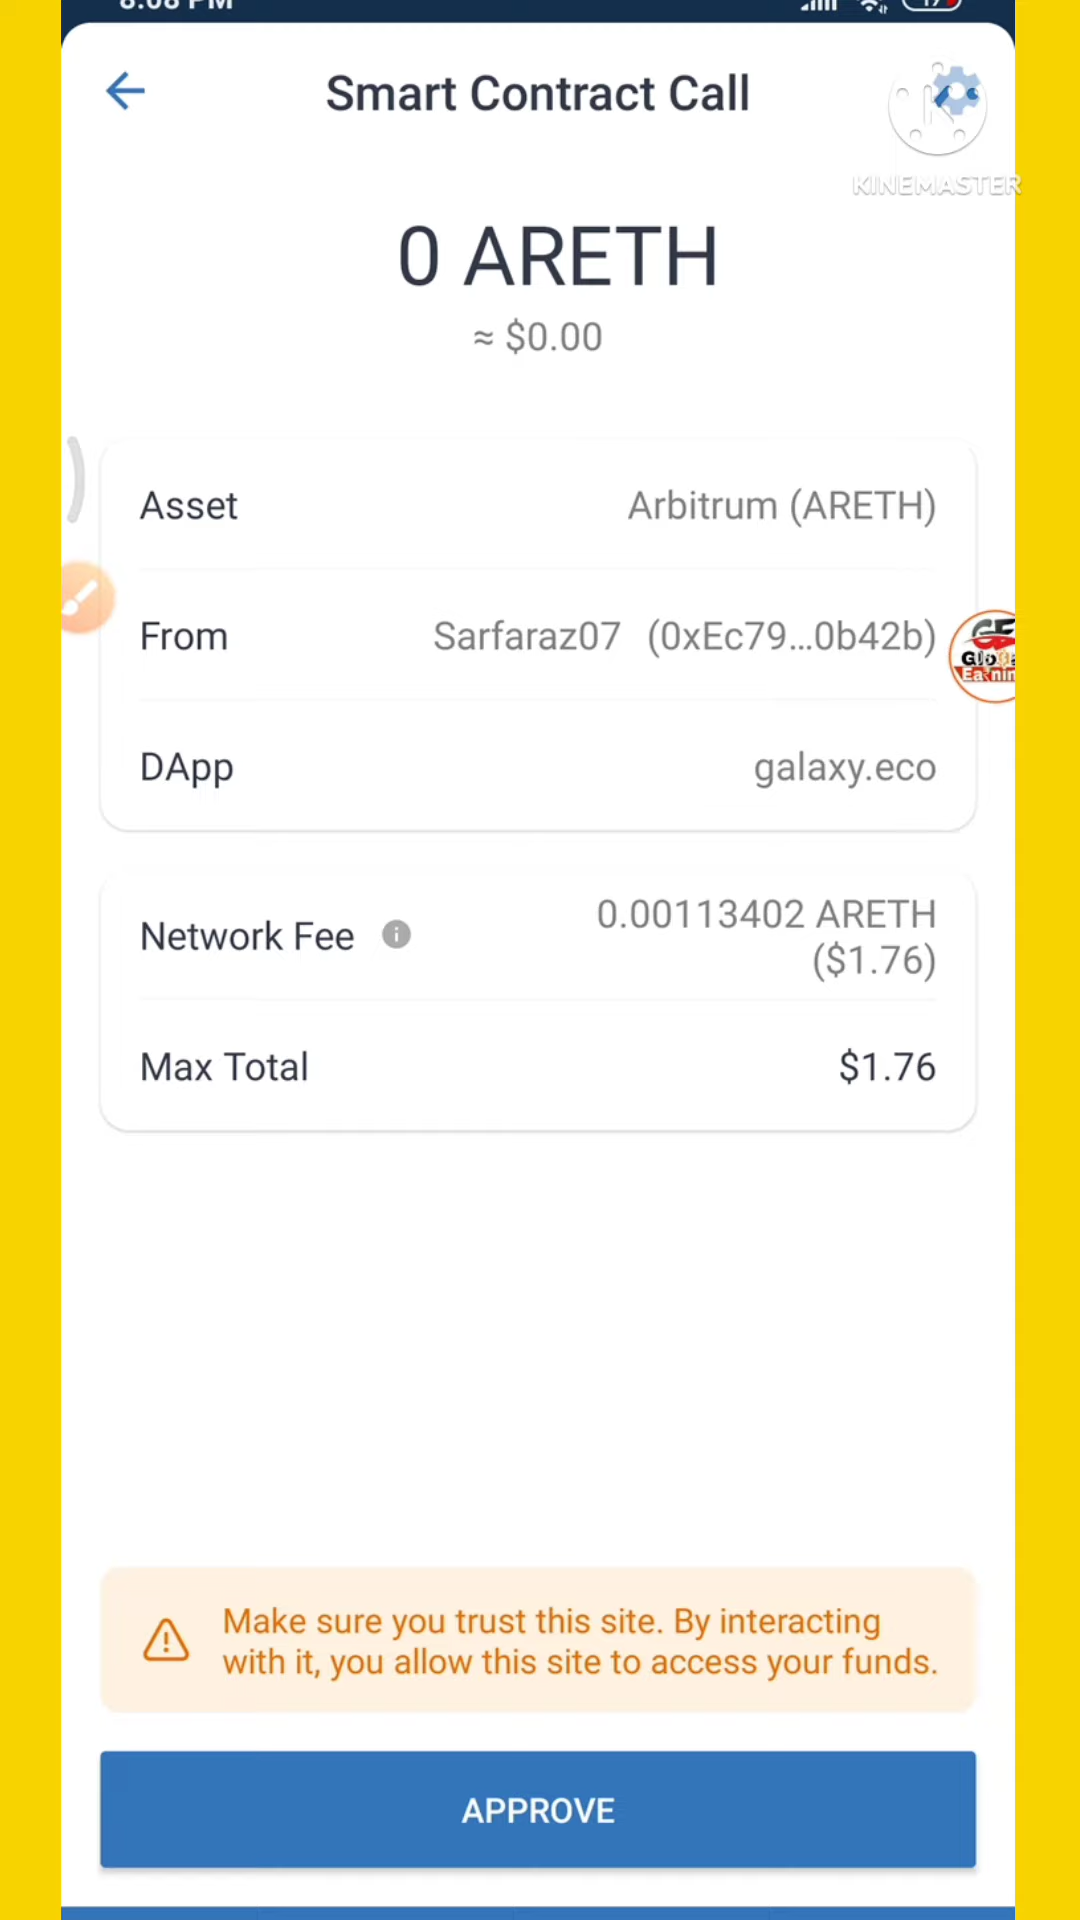 8:08 PM
Smart Contract Call
KINEMASTER
0 ARETH
≈ $0.00
Asset
Arbitrum (ARETH)
From
Sarfaraz07 (0xEc79...0b42b)
DApp
galaxy.eco
Network Fee
0.00113402 ARETH
($1.76)
Max Total
$1.76
Make sure you trust this site. By interacting
with it, you allow this site to access your funds.
APPROVE